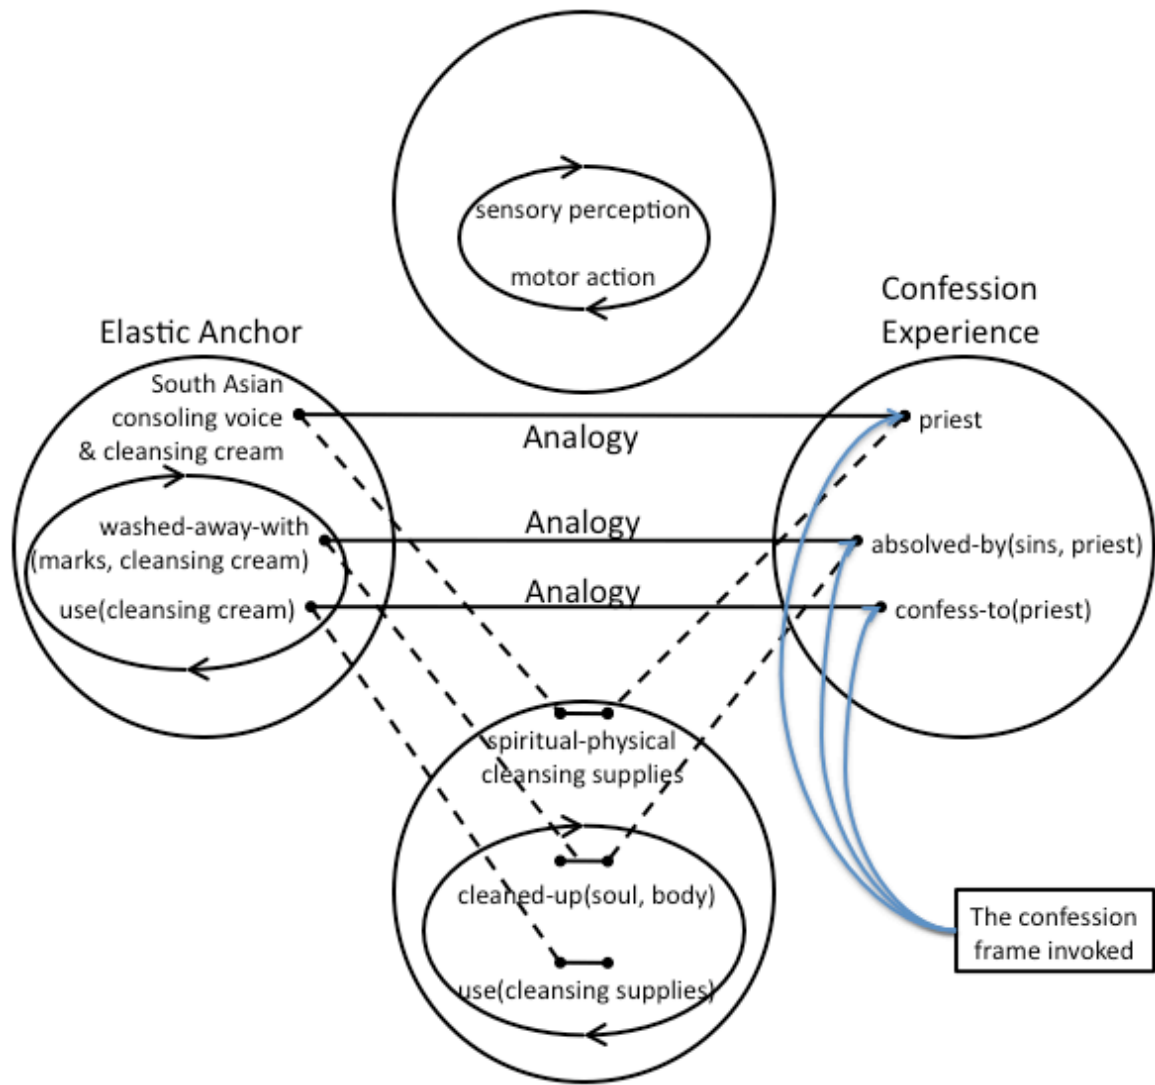 sensory perception
motor action
Elastic Anchor
South Asian
consoling voice
& cleansing cream
washed-away-with
(marks, cleansing cream)
use(cleansing cream)
Analogy
Analogy
Analogy
Confession
Experience
priest
absolved-by(sins, priest)
confess-to(priest)
spiritual-physical
cleansing supplies
cleaned-up(soul, body)
use(cleansing supplies)
The confession
frame invoked